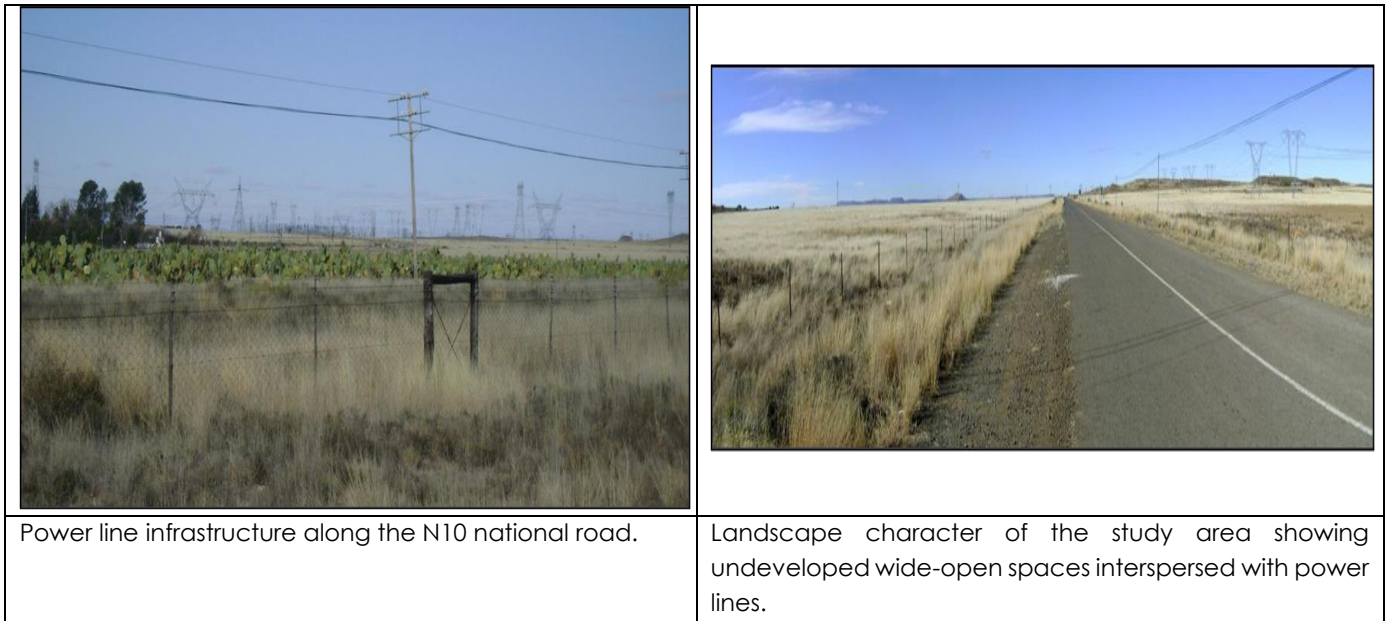 Power line infrastructure along the N10 national road.
Landscape character of the study area showing
undeveloped wide-open spaces interspersed with power
lines.